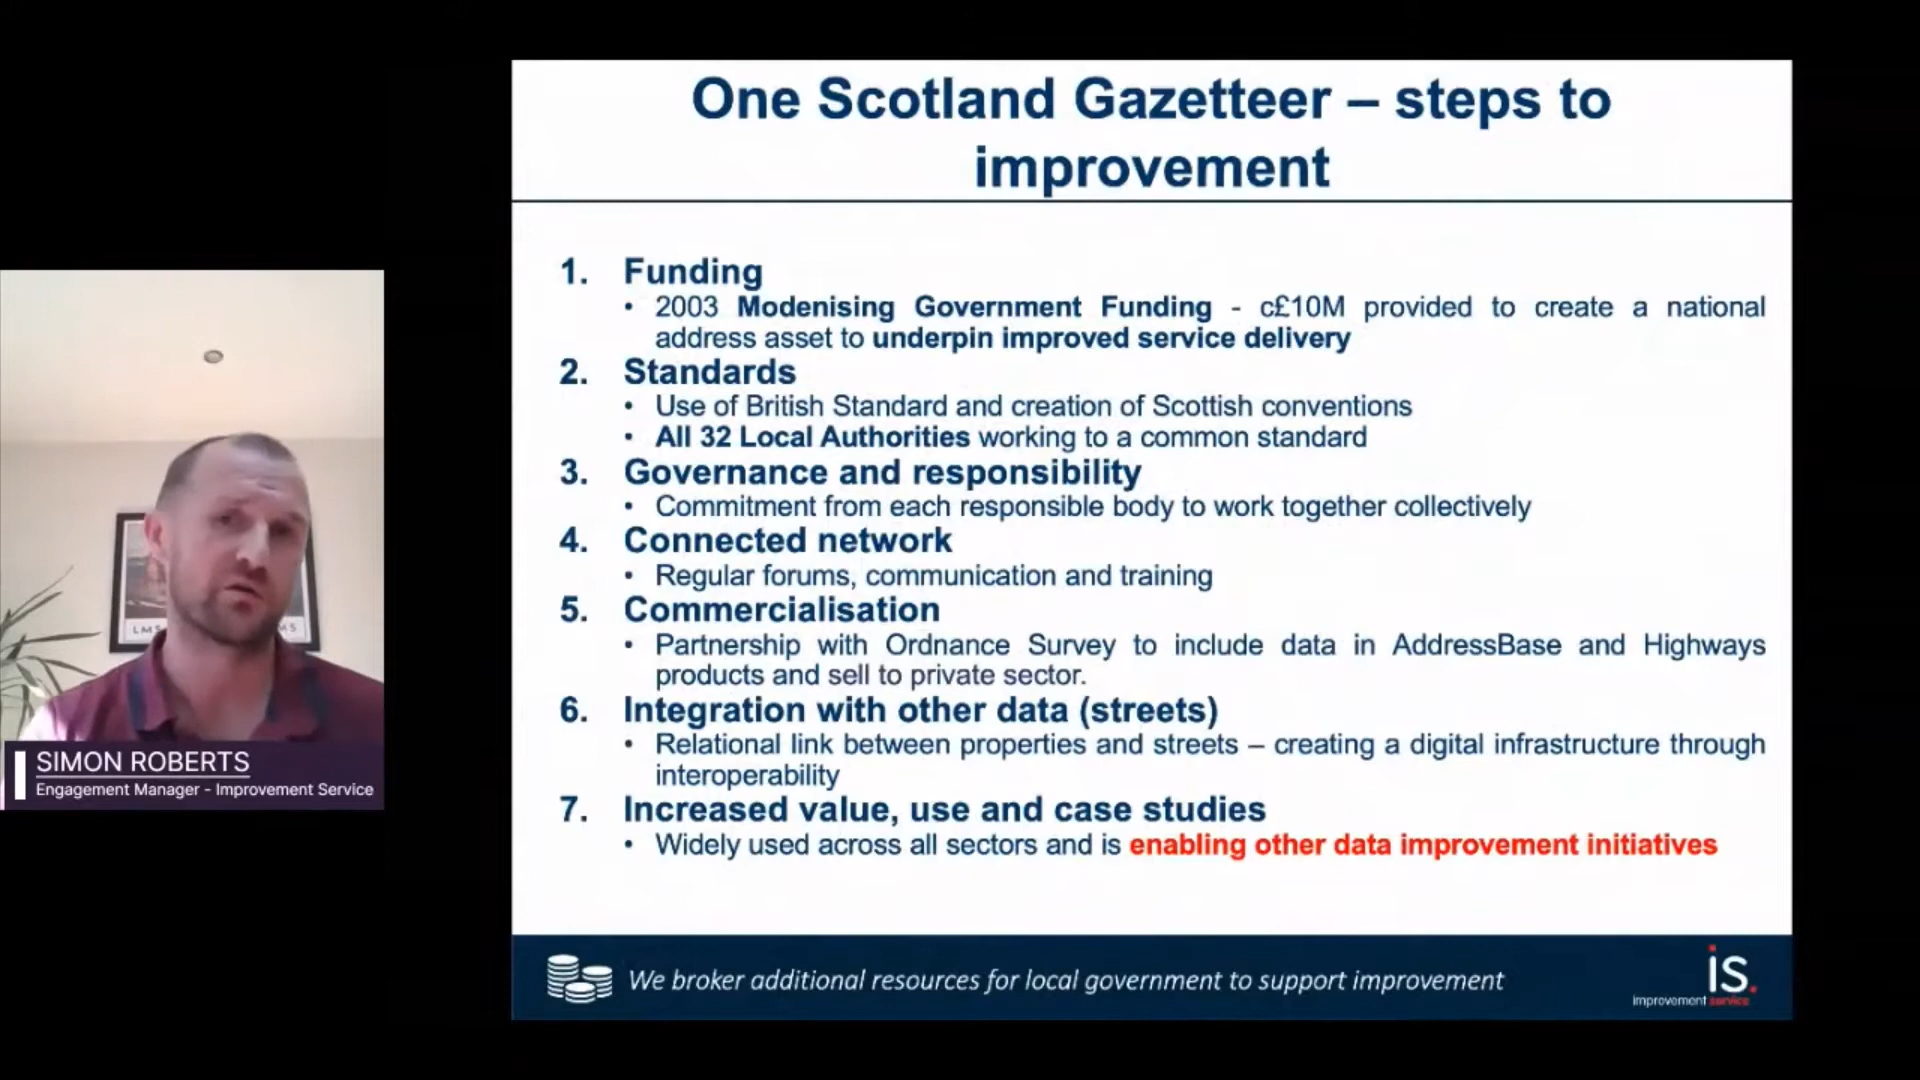 One Scotland Gazetteer – steps to
improvement
1. Funding
• 2003 Modenising Government Funding - c£10M provided to create a national
address asset to underpin improved service delivery
2. Standards
• Use of British Standard and creation of Scottish conventions
• All 32 Local Authorities working to a common standard
3. Governance and responsibility
• Commitment from each responsible body to work together collectively
4. Connected network
• Regular forums, communication and training
5. Commercialisation
• Partnership with Ordnance Survey to include data in AddressBase and Highways
products and sell to private sector.
6. Integration with other data (streets)
• Relational link between properties and streets – creating a digital infrastructure through
interoperability
7. Increased value, use and case studies
• Widely used across all sectors and is enabling other data improvement initiatives
LMS
MS
SIMON ROBERTS
Engagement Manager - Improvement Service
We broker additional resources for local government to support improvement
is.
improvement service